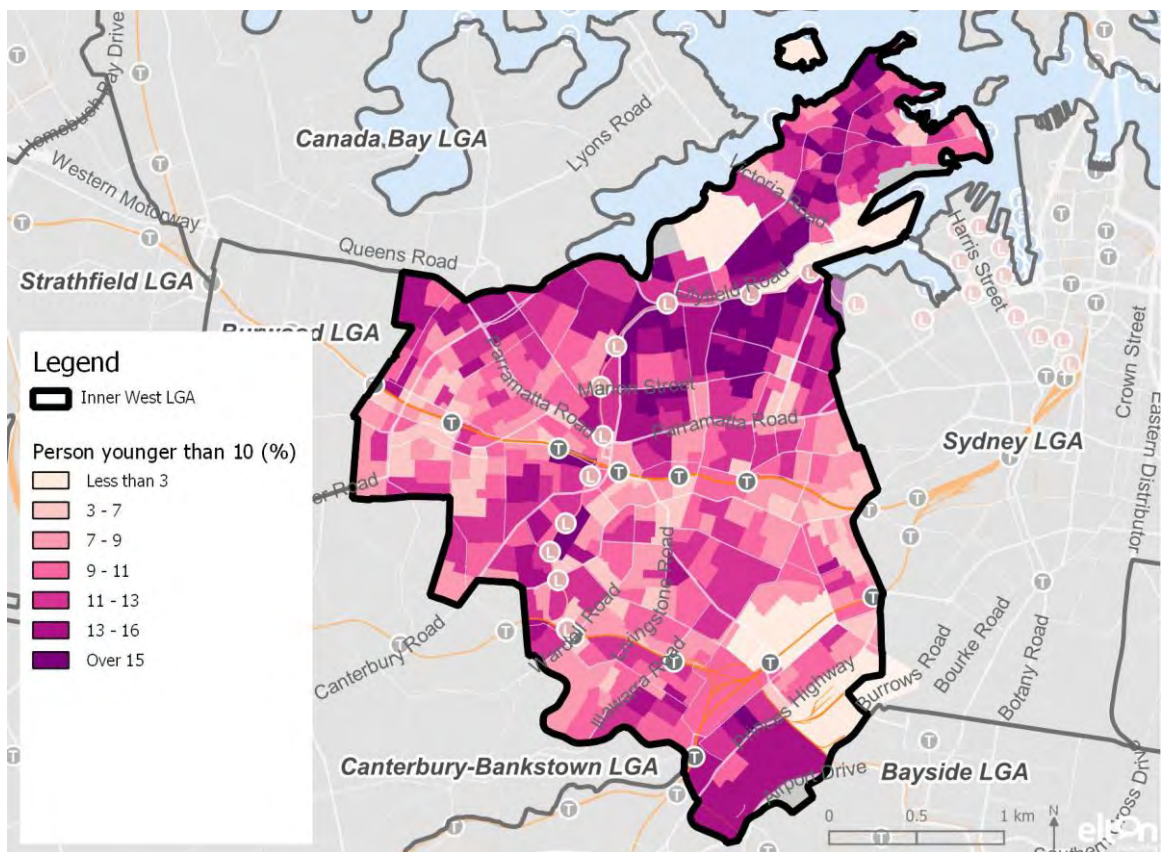 Homebush Bay Drive
Western Motorway
Canada Bay LGA
Lyons Road
Victoria Road
Queens Road
Harris Street
Strathfield LGA
Lilyfield Road
Burwood LGA
Crown Street
Legend
Inner West LGA
Parramatta Road
Marion Street
Parramatta Road
Eastern Distributor
Sydney LGA
Person younger than 10 (%)
Less than 3
3 - 7
7 - 9
9 - 11
11 - 13
13 - 16
Over 15
er Road
Livingstone Road
Wardell Road
Canterbury Road
Illawarra Road
Princes Highway
Burrows Road
Bourke Road
Botany Road
Canterbury-Bankstown LGA
Airport Drive
Bayside LGA
0 0.5 1 km
N